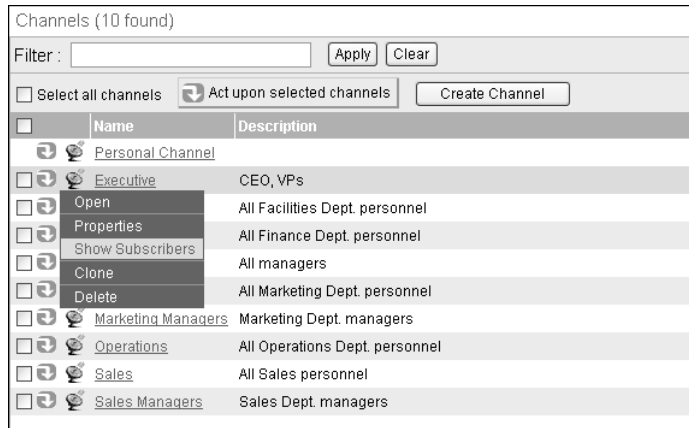 Channels (10 found)
Filter : Apply Clear
Select all channels Act upon selected channels Create Channel
Name Description
Personal Channel
Executive CEO, VPs
Open All Facilities Dept. personnel
Properties All Finance Dept. personnel
Show Subscribers
Clone All managers
Delete All Marketing Dept. personnel
Marketing Managers Marketing Dept. managers
Operations All Operations Dept. personnel
Sales All Sales personnel
Sales Managers Sales Dept. managers